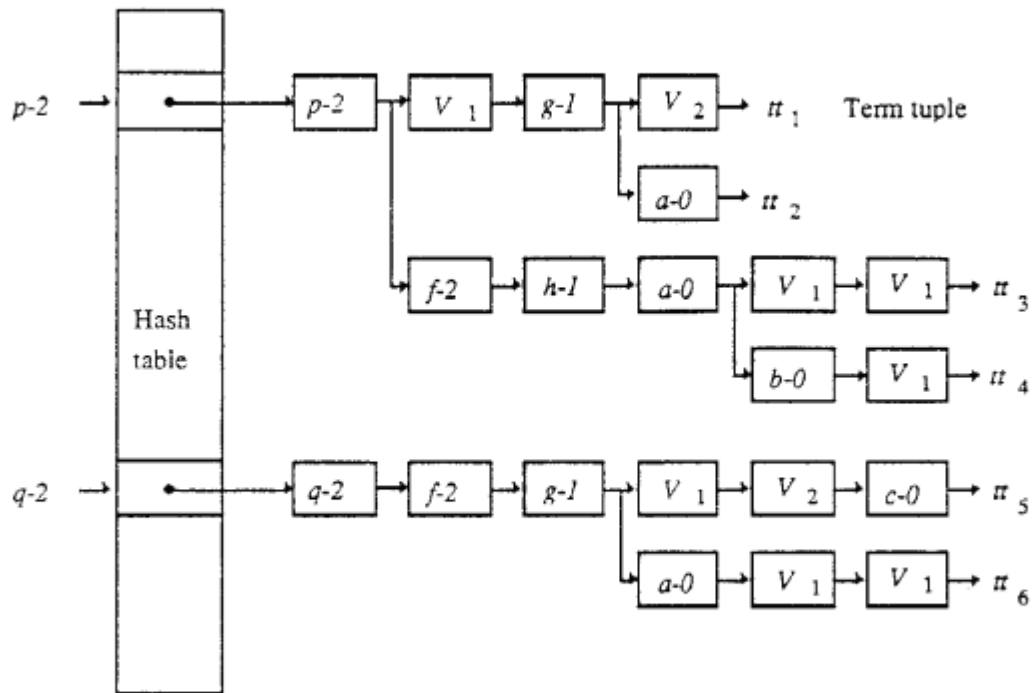 p-2 p-2 V 1 g-1 V 2 tt 1 Term tuple
a-0 tt 2
f-2 h-1 a-0 V 1 V 1 tt 3
Hash
table
b-0 V 1 tt 4
q-2 q-2 f-2 g-1 V 1 V 2 c-0 tt 5
a-0 V 1 V 1 tt 6